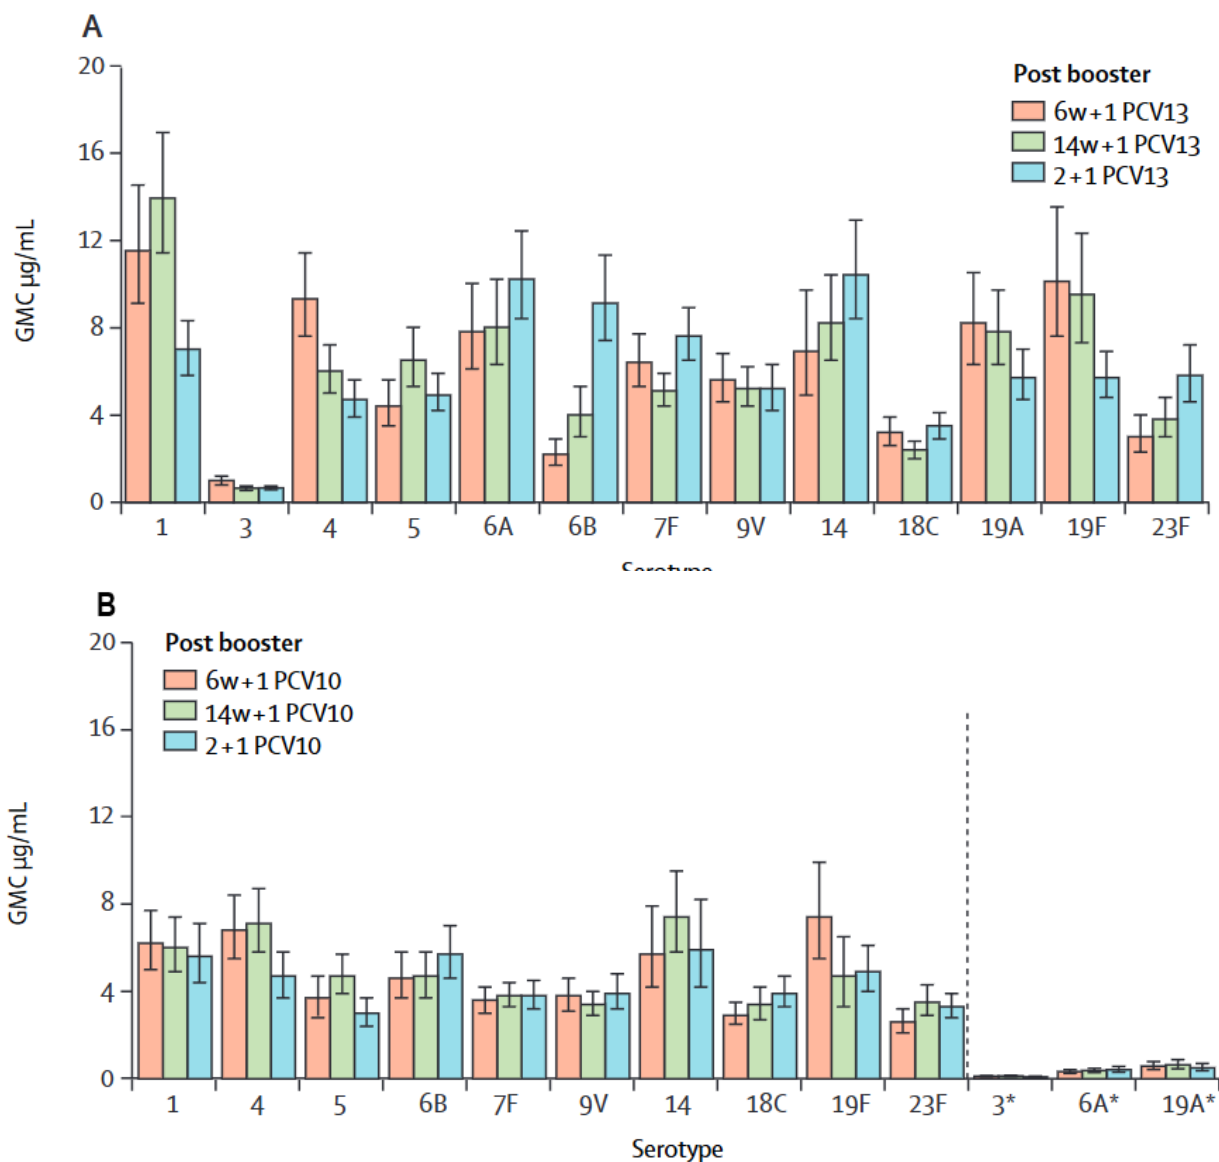 A
20
16
12
8
4
0
GMC µg/mL
Post booster
6w+1 PCV13
14w+1 PCV13
2+1 PCV13
1 3 4 5 6A 6B 7F 9V 14 18C 19A 19F 23F
Serotype
B
20
16
12
8
4
0
GMC µg/mL
Post booster
6w+1 PCV10
14w+1 PCV10
2+1 PCV10
1 4 5 6B 7F 9V 14 18C 19F 23F 3* 6A* 19A*
Serotype